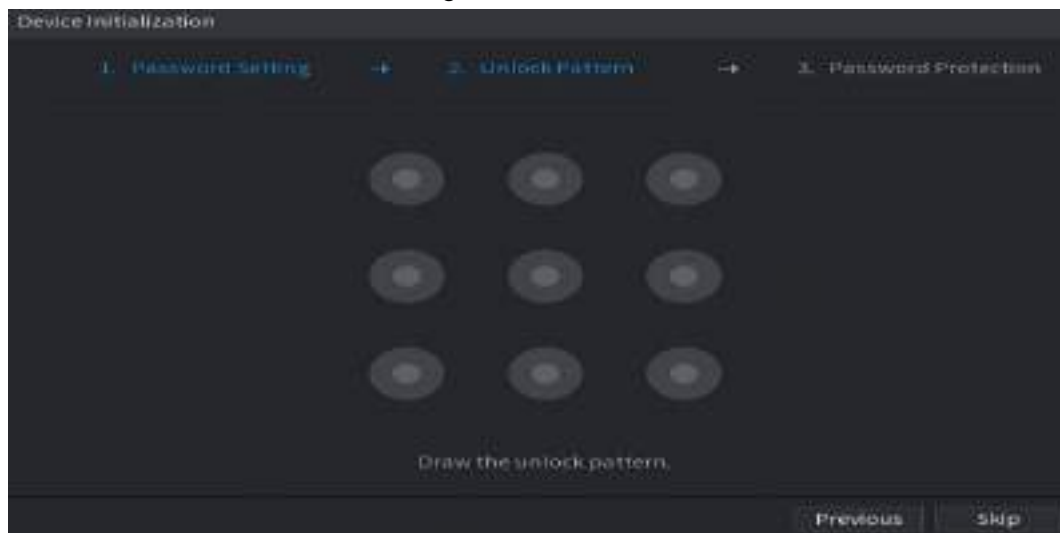 Device Initialization
1. Password Setting → 2. Unlock Pattern → 3. Password Protection
Draw the unlock pattern.
Previous Skip